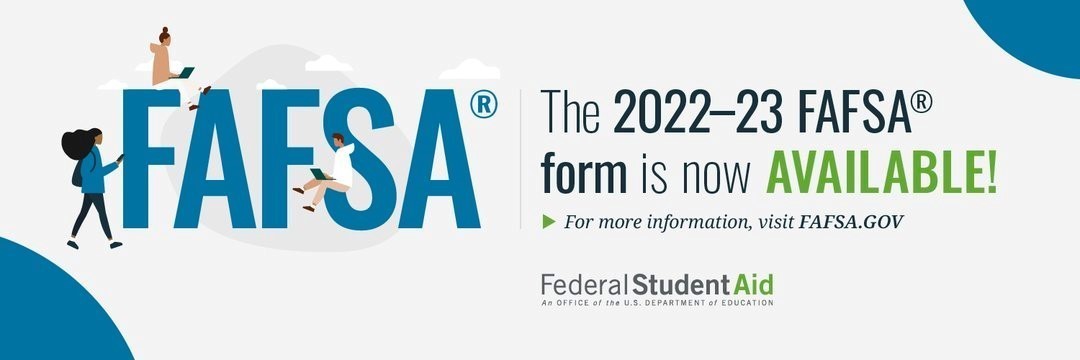 FAFSA®
The 2022–23 FAFSA®
form is now AVAILABLE!
For more information, visit FAFSA.GOV
Federal Student Aid
An OFFICE of the U.S. DEPARTMENT of EDUCATION